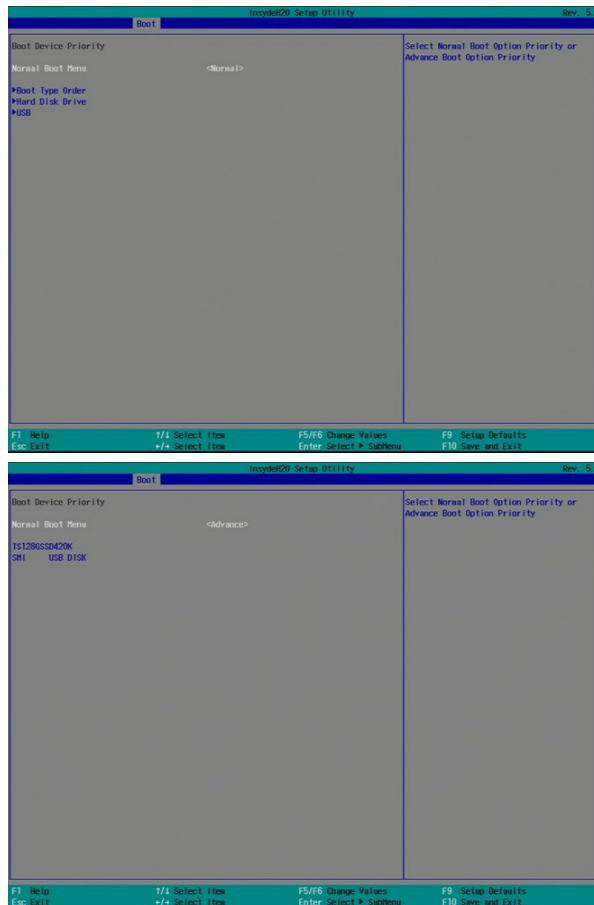 InsydeH20 Setup Utility Rev. 5.
Boot
Boot Device Priority
Select Normal Boot Option Priority or
Advance Boot Option Priority
Normal Boot Menu <Normal>
▶Boot Type Order
▶Hard Disk Drive
▶USB
F1 Help ↑/↓ Select Item F5/F6 Change Values F9 Setup Defaults
Esc Exit ←/→ Select Item Enter Select ▶ SubMenu F10 Save and Exit
InsydeH20 Setup Utility Rev. 5.
Boot
Boot Device Priority
Select Normal Boot Option Priority or
Advance Boot Option Priority
Normal Boot Menu <Advance>
TS128GSSD420K
SMI USB DISK
F1 Help ↑/↓ Select Item F5/F6 Change Values F9 Setup Defaults
Esc Exit ←/→ Select Item Enter Select ▶ SubMenu F10 Save and Exit